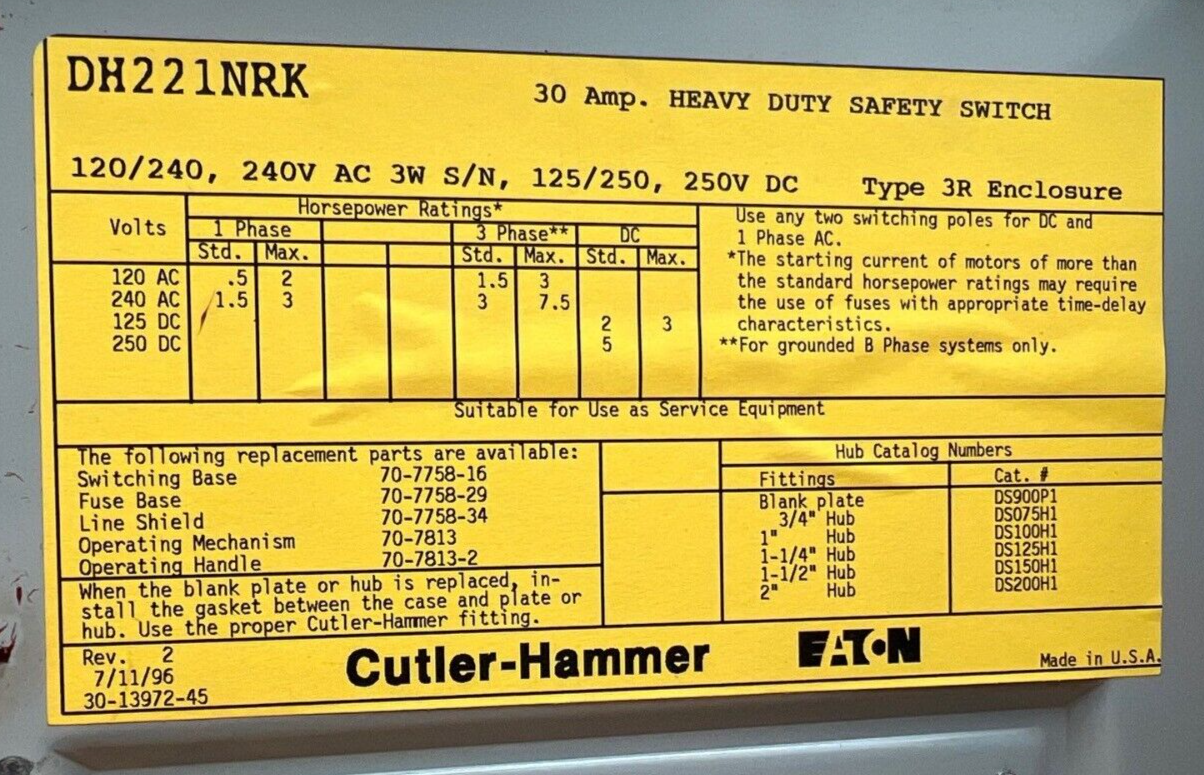 DH221NRK
30 Amp. HEAVY DUTY SAFETY SWITCH
120/240, 240V AC 3W S/N, 125/250, 250V DC Type 3R Enclosure
Volts
Horsepower Ratings*
1 Phase 3 Phase** DC
Std. Max. Std. Max. Std. Max.
120 AC .5 2 1.5 3
240 AC 1.5 3 3 7.5
125 DC 2 3
250 DC 5
Use any two switching poles for DC and
1 Phase AC.
*The starting current of motors of more than
the standard horsepower ratings may require
the use of fuses with appropriate time-delay
characteristics.
**For grounded B Phase systems only.
Suitable for Use as Service Equipment
The following replacement parts are available:
Switching Base 70-7758-16
Fuse Base 70-7758-29
Line Shield 70-7758-34
Operating Mechanism 70-7813
Operating Handle 70-7813-2
When the blank plate or hub is replaced, in-
stall the gasket between the case and plate or
hub. Use the proper Cutler-Hammer fitting.
Hub Catalog Numbers
Fittings Cat. #
Blank plate DS900P1
3/4" Hub DS075H1
1" Hub DS100H1
1-1/4" Hub DS125H1
1-1/2" Hub DS150H1
2" Hub DS200H1
Rev. 2
7/11/96
30-13972-45
Cutler-Hammer
EATON
Made in U.S.A.